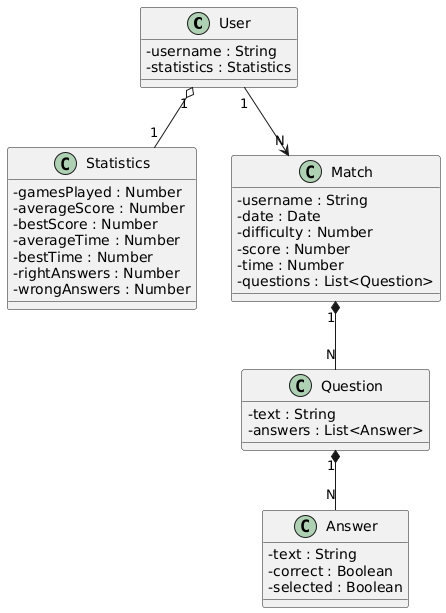 C User
-username : String
-statistics : Statistics
1
1
1
N
C Statistics
-gamesPlayed : Number
-averageScore : Number
-bestScore : Number
-averageTime : Number
-bestTime : Number
-rightAnswers : Number
-wrongAnswers : Number
C Match
-username : String
-date : Date
-difficulty : Number
-score : Number
-time : Number
-questions : List<Question>
1
N
C Question
-text : String
-answers : List<Answer>
1
N
C Answer
-text : String
-correct : Boolean
-selected : Boolean